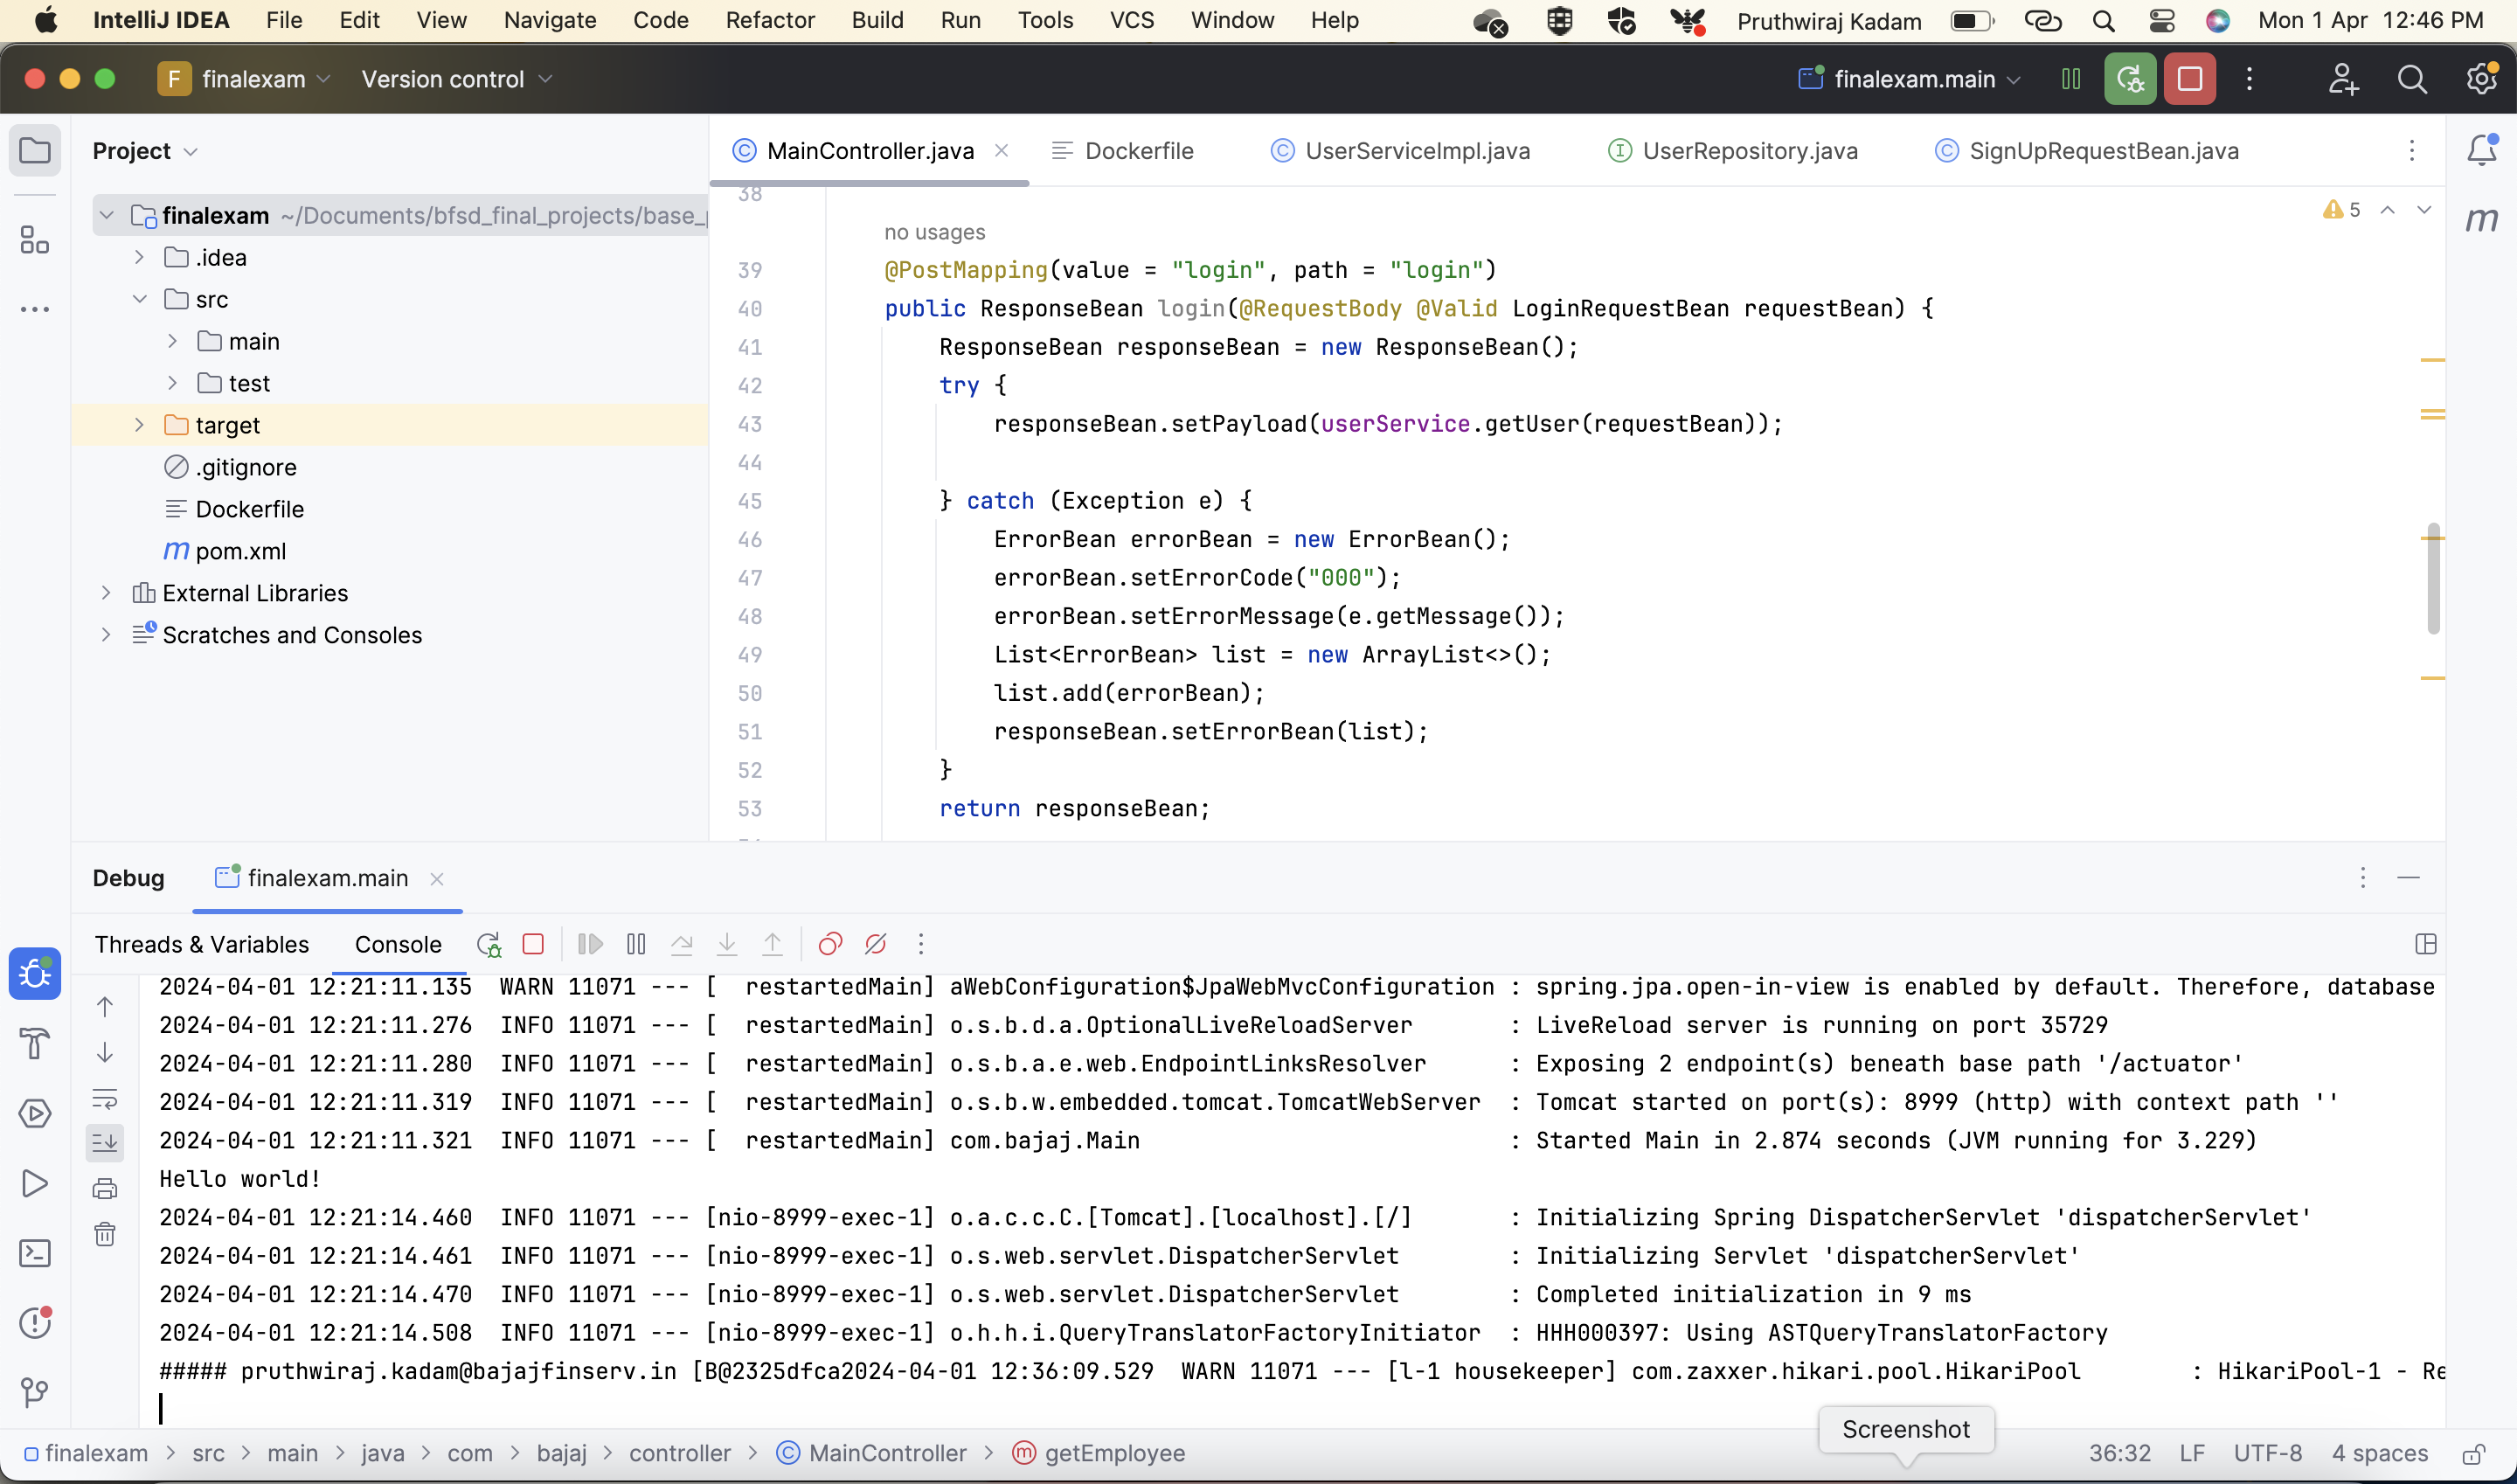 IntelliJ IDEA File Edit View Navigate Code Refactor Build Run Tools VCS Window Help Pruthwiraj Kadam Mon 1 Apr 12:46 PM
F finalexam Version control finalexam.main
Project
MainController.java Dockerfile UserServiceImpl.java UserRepository.java SignUpRequestBean.java
finalexam ~/Documents/bfsd_final_projects/base_
.idea
src
main
test
target
.gitignore
Dockerfile
m pom.xml
External Libraries
Scratches and Consoles
5
m
38
no usages
39 @PostMapping(value = "login", path = "login")
40 public ResponseBean login(@RequestBody @Valid LoginRequestBean requestBean) {
41 ResponseBean responseBean = new ResponseBean();
42 try {
43 responseBean.setPayload(userService.getUser(requestBean));
44
45 } catch (Exception e) {
46 ErrorBean errorBean = new ErrorBean();
47 errorBean.setErrorCode("000");
48 errorBean.setErrorMessage(e.getMessage());
49 List<ErrorBean> list = new ArrayList<>();
50 list.add(errorBean);
51 responseBean.setErrorBean(list);
52 }
53 return responseBean;
Debug finalexam.main
Threads & Variables Console
2024-04-01 12:21:11.135 WARN 11071 --- [ restartedMain] aWebConfiguration$JpaWebMvcConfiguration : spring.jpa.open-in-view is enabled by default. Therefore, database
2024-04-01 12:21:11.276 INFO 11071 --- [ restartedMain] o.s.b.d.a.OptionalLiveReloadServer : LiveReload server is running on port 35729
2024-04-01 12:21:11.280 INFO 11071 --- [ restartedMain] o.s.b.a.e.web.EndpointLinksResolver : Exposing 2 endpoint(s) beneath base path '/actuator'
2024-04-01 12:21:11.319 INFO 11071 --- [ restartedMain] o.s.b.w.embedded.tomcat.TomcatWebServer : Tomcat started on port(s): 8999 (http) with context path ''
2024-04-01 12:21:11.321 INFO 11071 --- [ restartedMain] com.bajaj.Main : Started Main in 2.874 seconds (JVM running for 3.229)
Hello world!
2024-04-01 12:21:14.460 INFO 11071 --- [nio-8999-exec-1] o.a.c.c.C.[Tomcat].[localhost].[/] : Initializing Spring DispatcherServlet 'dispatcherServlet'
2024-04-01 12:21:14.461 INFO 11071 --- [nio-8999-exec-1] o.s.web.servlet.DispatcherServlet : Initializing Servlet 'dispatcherServlet'
2024-04-01 12:21:14.470 INFO 11071 --- [nio-8999-exec-1] o.s.web.servlet.DispatcherServlet : Completed initialization in 9 ms
2024-04-01 12:21:14.508 INFO 11071 --- [nio-8999-exec-1] o.h.h.i.QueryTranslatorFactoryInitiator : HHH000397: Using ASTQueryTranslatorFactory
##### pruthwiraj.kadam@bajajfinserv.in [B@2325dfca2024-04-01 12:36:09.529 WARN 11071 --- [l-1 housekeeper] com.zaxxer.hikari.pool.HikariPool : HikariPool-1 - Re
Screenshot
finalexam > src > main > java > com > bajaj > controller > MainController > getEmployee 36:32 LF UTF-8 4 spaces